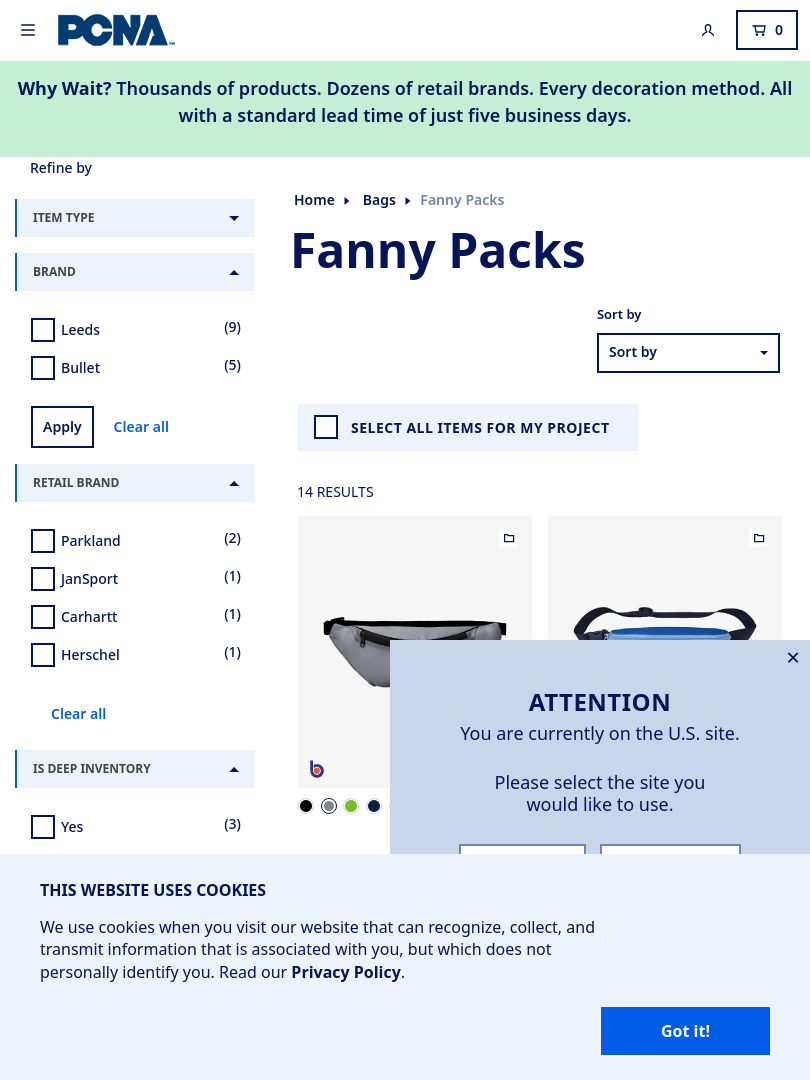 PCNA
0
Why Wait? Thousands of products. Dozens of retail brands. Every decoration method. All
with a standard lead time of just five business days.
Refine by
ITEM TYPE
BRAND
Leeds (9)
Bullet (5)
Apply Clear all
RETAIL BRAND
Parkland (2)
JanSport (1)
Carhartt (1)
Herschel (1)
Clear all
IS DEEP INVENTORY
Yes (3)
Home Bags Fanny Packs
Fanny Packs
Sort by
Sort by
SELECT ALL ITEMS FOR MY PROJECT
14 RESULTS
b
ATTENTION
You are currently on the U.S. site.
Please select the site you
would like to use.
THIS WEBSITE USES COOKIES
We use cookies when you visit our website that can recognize, collect, and
transmit information that is associated with you, but which does not
personally identify you. Read our Privacy Policy.
Got it!